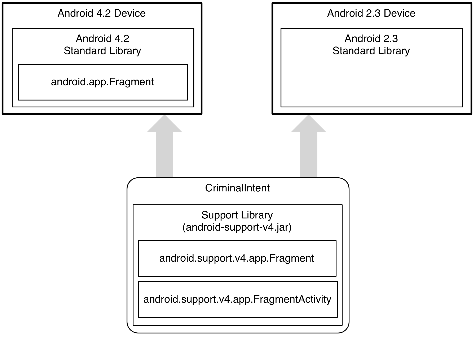 Android 4.2 Device
Android 4.2
Standard Library
android.app.Fragment
Android 2.3 Device
Android 2.3
Standard Library
CriminalIntent
Support Library
(android-support-v4.jar)
android.support.v4.app.Fragment
android.support.v4.app.FragmentActivity